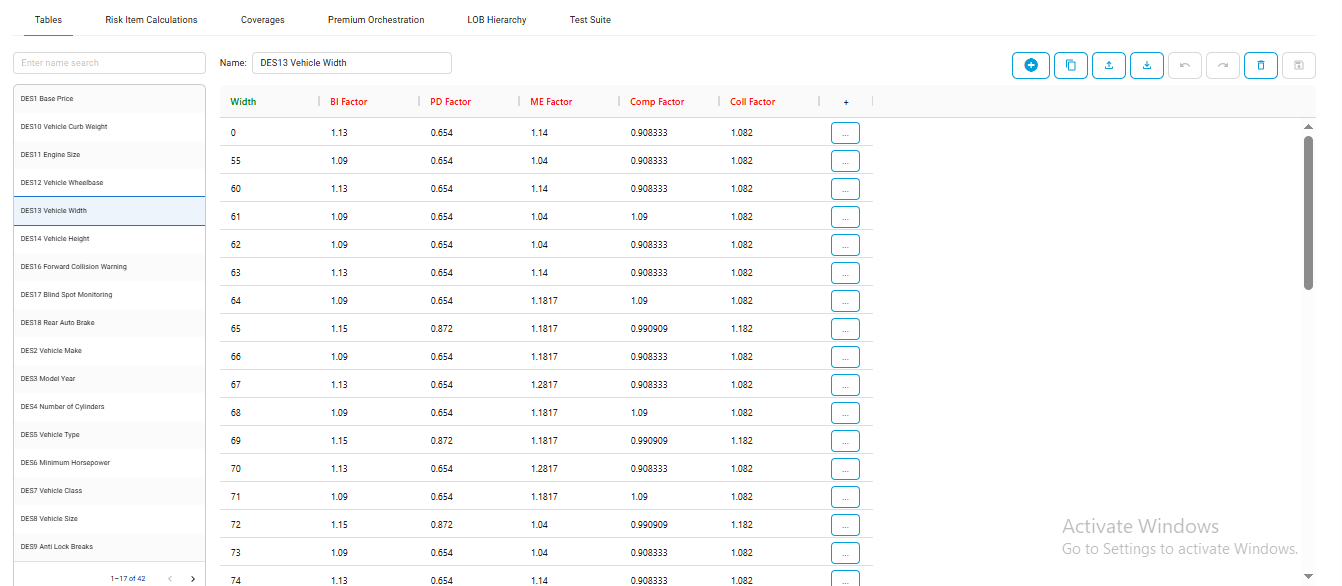 Tables Risk Item Calculations Coverages Premium Orchestration LOB Hierarchy Test Suite
Enter name search
Name: DES13 Vehicle Width
DES1 Base Price
DES10 Vehicle Curb Weight
DES11 Engine Size
DES12 Vehicle Wheelbase
DES13 Vehicle Width
DES14 Vehicle Height
DES16 Forward Collision Warning
DES17 Blind Spot Monitoring
DES18 Rear Auto Brake
DES2 Vehicle Make
DES3 Model Year
DES4 Number of Cylinders
DES5 Vehicle Type
DES6 Minimum Horsepower
DES7 Vehicle Class
DES8 Vehicle Size
DES9 Anti Lock Breaks
1–17 of 42
Width BI Factor PD Factor ME Factor Comp Factor Coll Factor +
0 1.13 0.654 1.14 0.908333 1.082 ...
55 1.09 0.654 1.04 0.908333 1.082 ...
60 1.13 0.654 1.14 0.908333 1.082 ...
61 1.09 0.654 1.04 1.09 1.082 ...
62 1.09 0.654 1.04 0.908333 1.082 ...
63 1.13 0.654 1.14 0.908333 1.082 ...
64 1.09 0.654 1.1817 1.09 1.082 ...
65 1.15 0.872 1.1817 0.990909 1.182 ...
66 1.09 0.654 1.1817 0.908333 1.082 ...
67 1.13 0.654 1.2817 0.908333 1.082 ...
68 1.09 0.654 1.1817 1.09 1.082 ...
69 1.15 0.872 1.1817 0.990909 1.182 ...
70 1.13 0.654 1.2817 0.908333 1.082 ...
71 1.09 0.654 1.1817 1.09 1.082 ...
72 1.15 0.872 1.04 0.990909 1.182 ...
73 1.09 0.654 1.04 0.908333 1.082 ...
74 1.13 0.654 1.14 0.908333 1.082 ...
Activate Windows
Go to Settings to activate Windows.